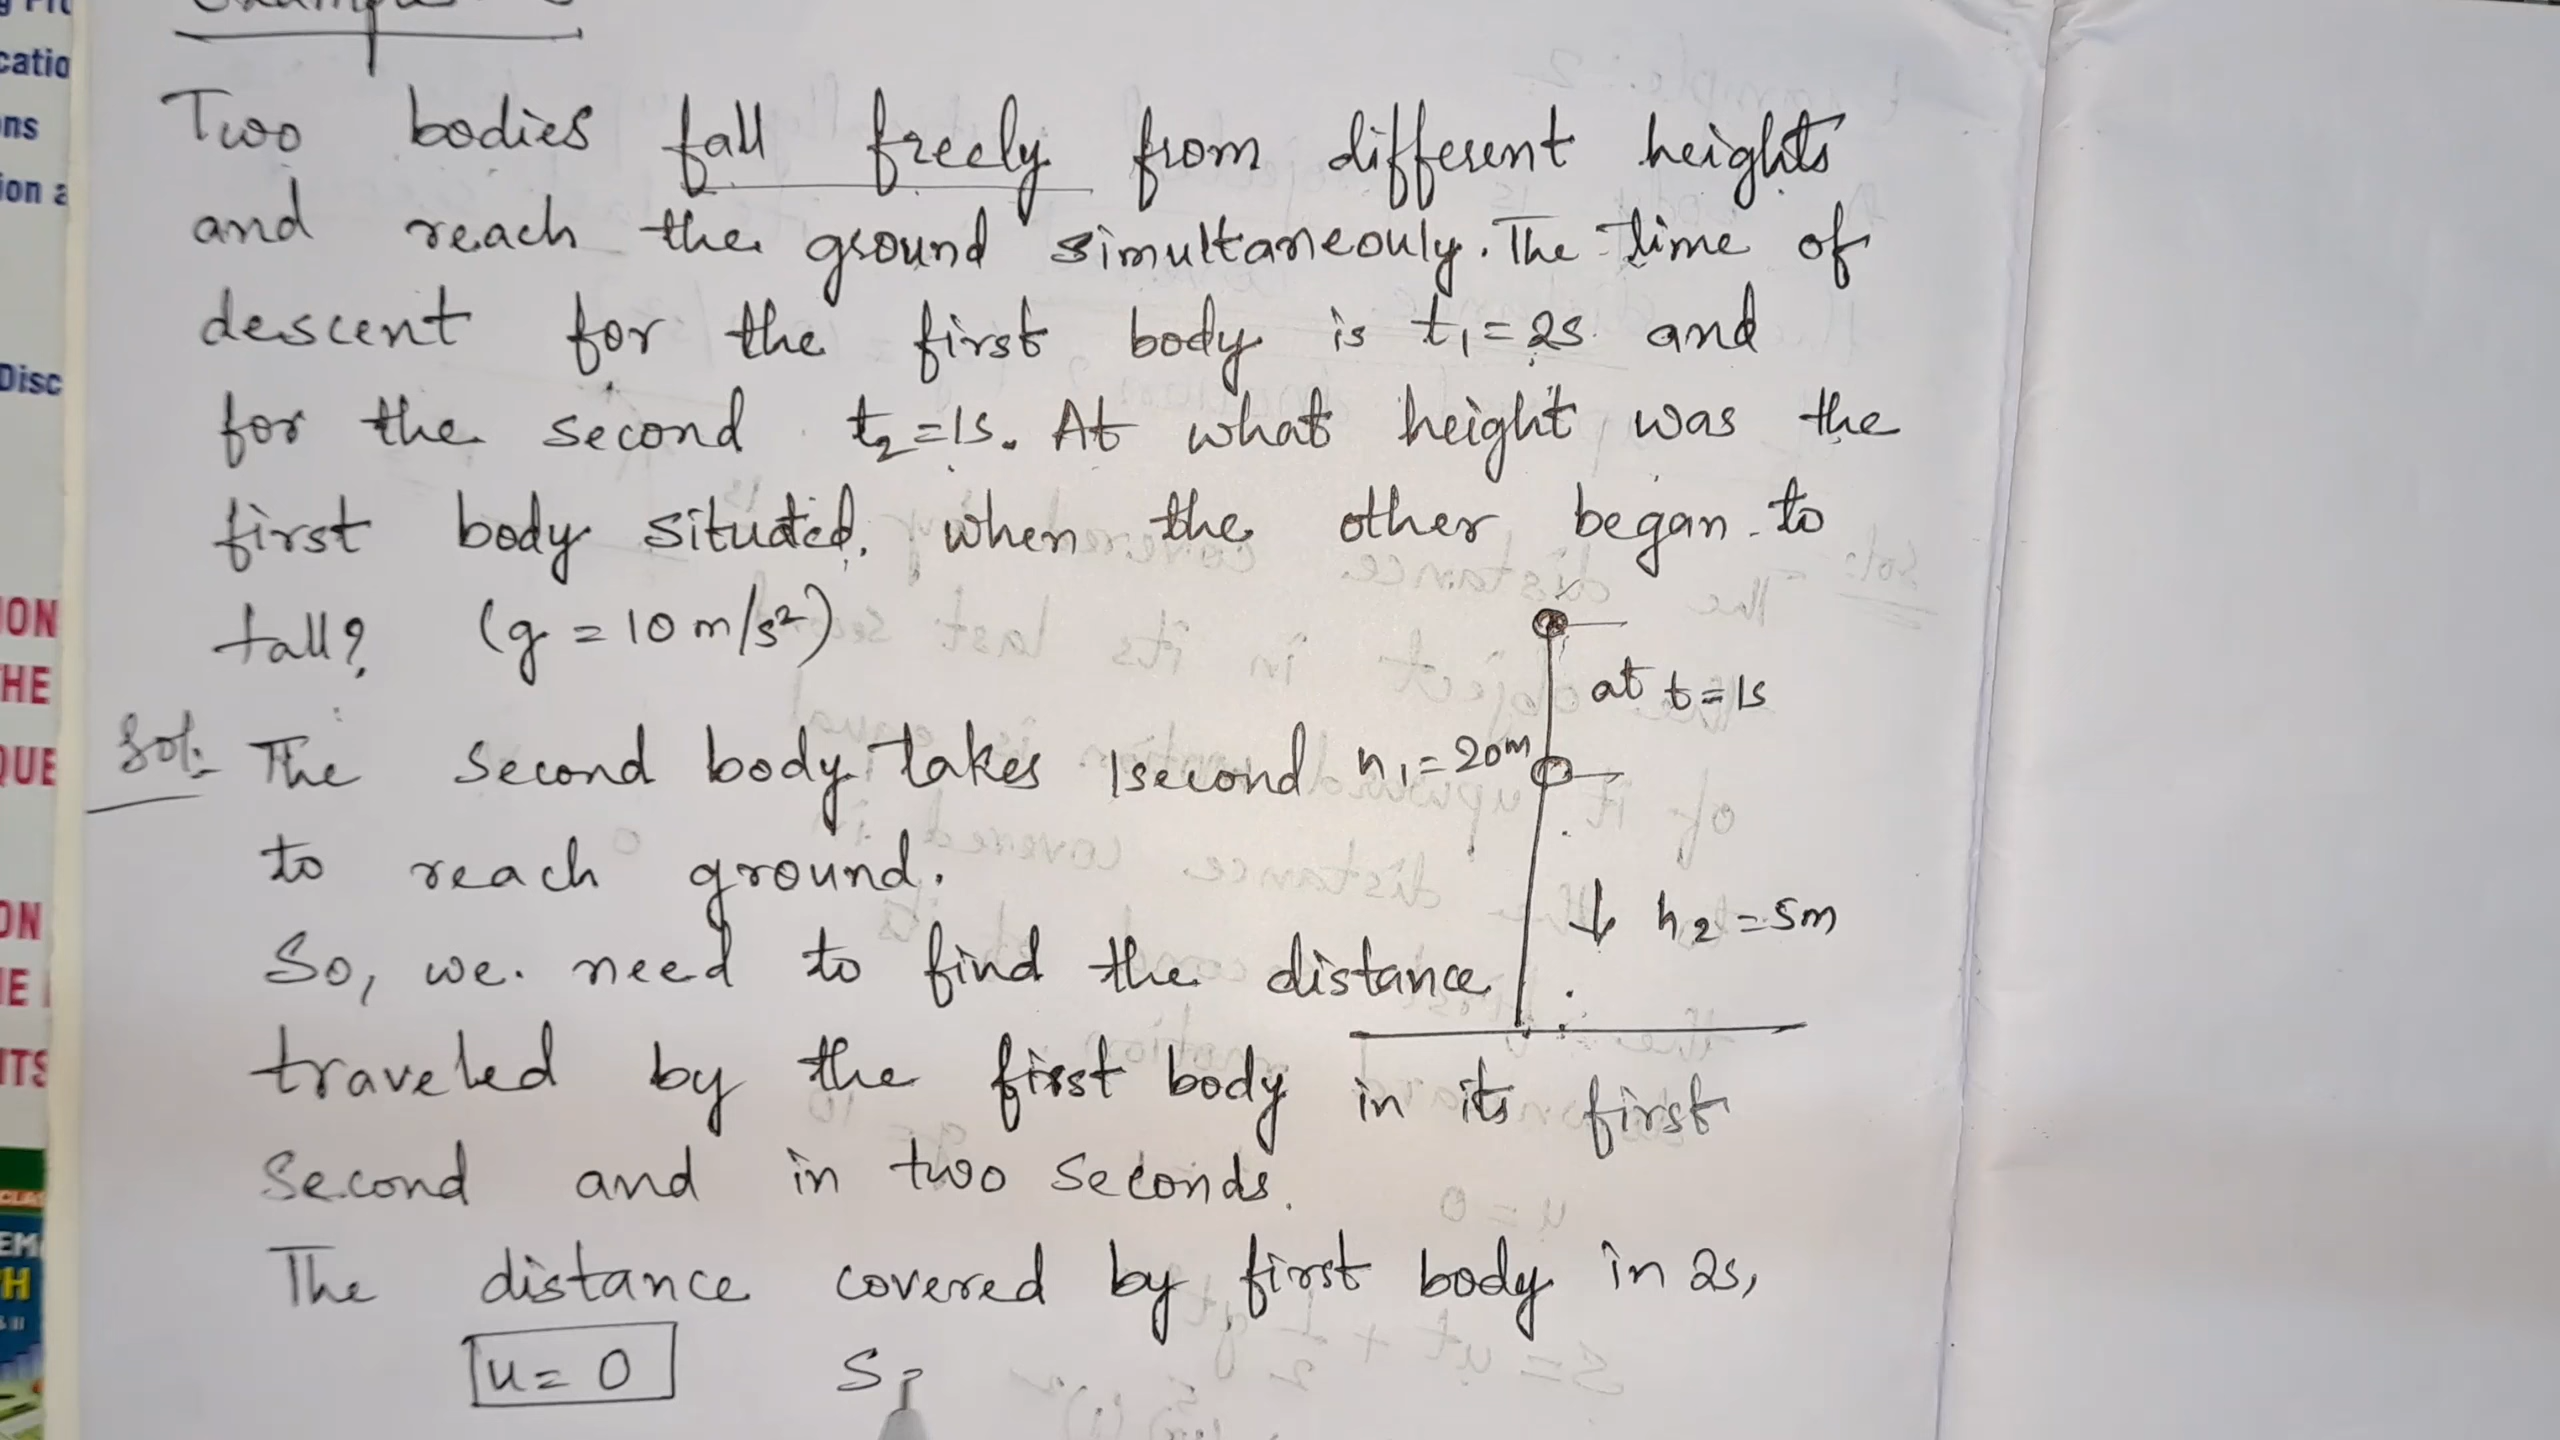 Two bodies fall freely from different heights
and reach the ground simultaneouly. The time of
descent for the first body is t₁=2s and
for the second t₂=1s. At what height was the
first body situated, when the other began to
fall? (g = 10 m/s²)
at t=1s
Sol:- The second body takes 1second
h₁=20m
to reach ground.
h₂=5m
So, we need to find the distance
traveled by the first body in its first
second and in two seconds.
The distance covered by first body in 2s,
u=0 S=
Disc